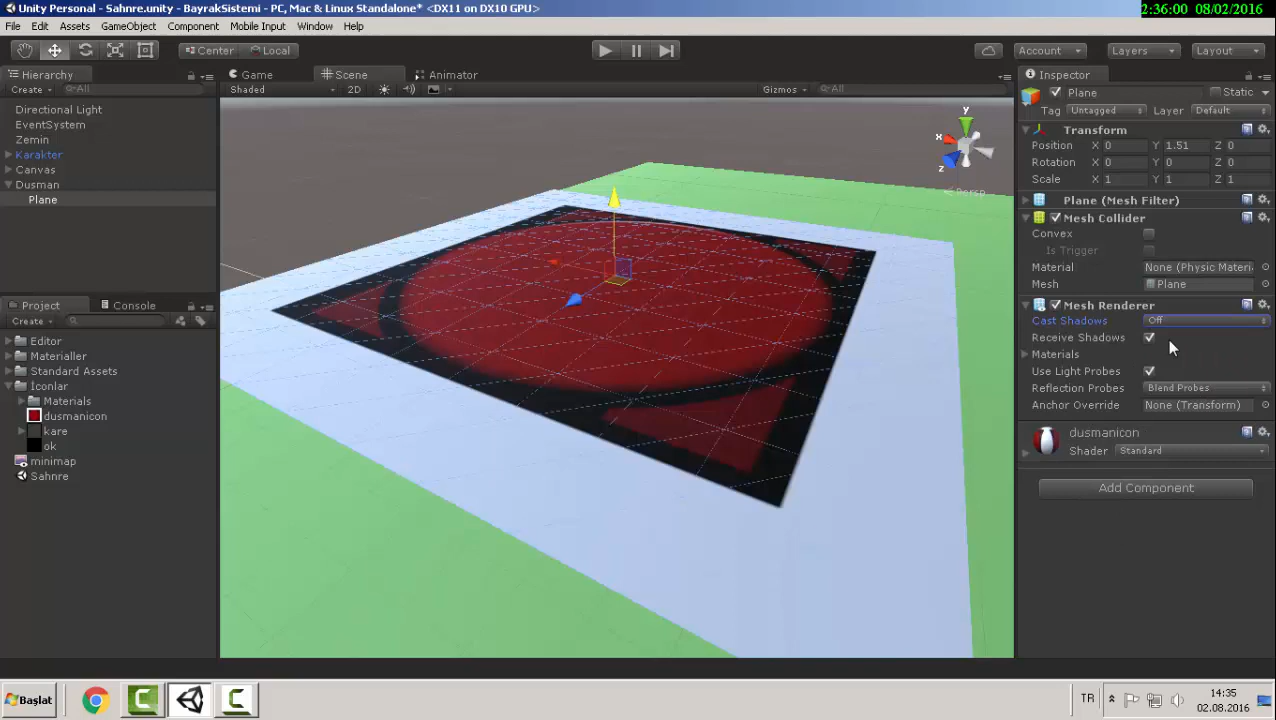 Unity Personal - Sahnre.unity - BayrakSistemi - PC, Mac & Linux Standalone* <DX11 on DX10 GPU>
2:36:00 08/02/2016
File Edit Assets GameObject Component Mobile Input Window Help
Center Local Account Layers Layout
Hierarchy
Create All
Directional Light
EventSystem
Zemin
Karakter
Canvas
Dusman
Plane
Project Console
Create
Editor
Materialler
Standard Assets
İconlar
Materials
dusmanicon
kare
ok
minimap
Sahnre
Game Scene Animator
Shaded 2D Gizmos All
y
x
z
Persp
Inspector
Plane Static
Tag Untagged Layer Default
Transform
Position X 0 Y 1.51 Z 0
Rotation X 0 Y 0 Z 0
Scale X 1 Y 1 Z 1
Plane (Mesh Filter)
Mesh Collider
Convex
Is Trigger
Material None (Physic Materi
Mesh Plane
Mesh Renderer
Cast Shadows Off
Receive Shadows
Materials
Use Light Probes
Reflection Probes Blend Probes
Anchor Override None (Transform)
dusmanicon
Shader Standard
Add Component
Başlat
TR
14:35
02.08.2016